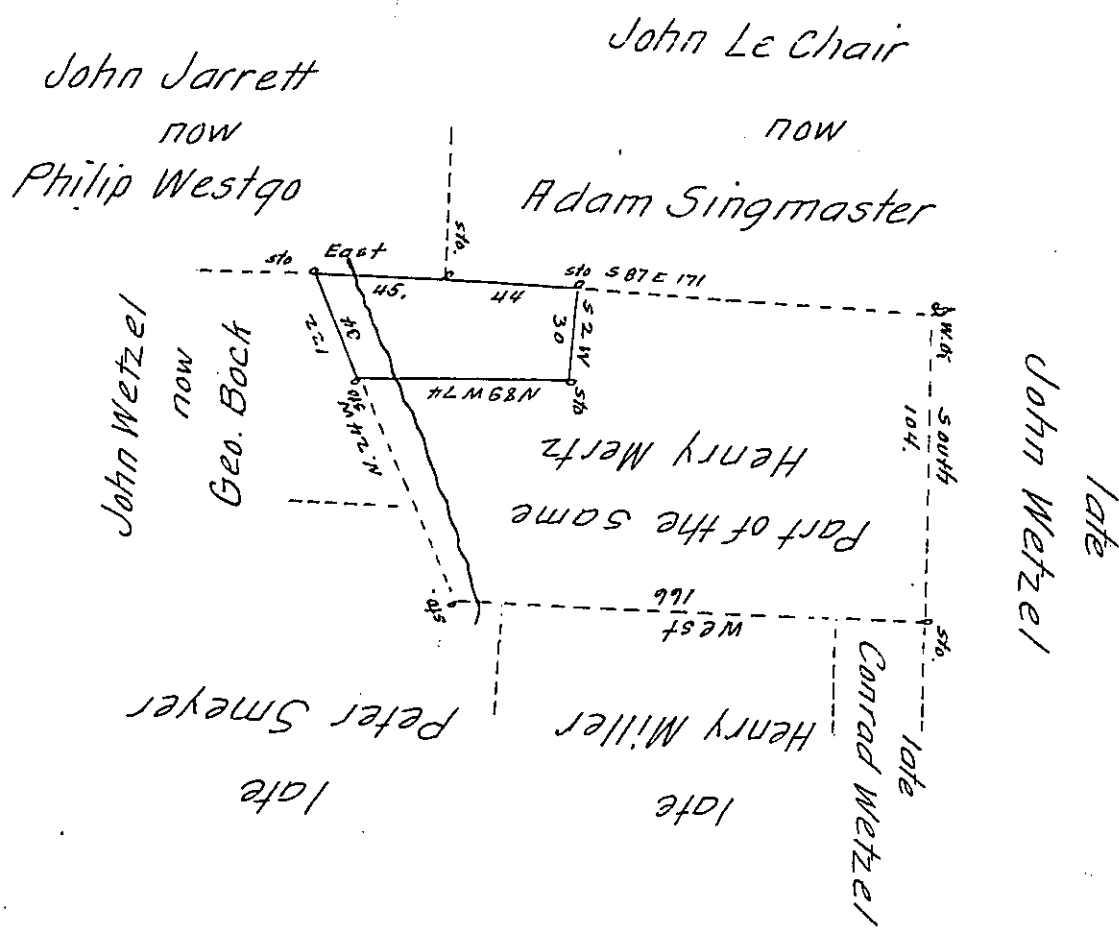 John Jarrett
now
Philip Westgo
John Le Chair
now
Adam Singmaster
sto.
sto
East
45.
44
sto
S 87 E 171
W.O.
South
104.
sto.
122
34
S 2 W
30
sto
N 89 W 74
sto
N. 24 W
John Wetzel
now
Geo. Bock
Henry Mertz
Part of the same
late
John Wetzel
West
166
sto.
Peter Smeyer
late
Henry Miller
late
late
Conrad Wetzel